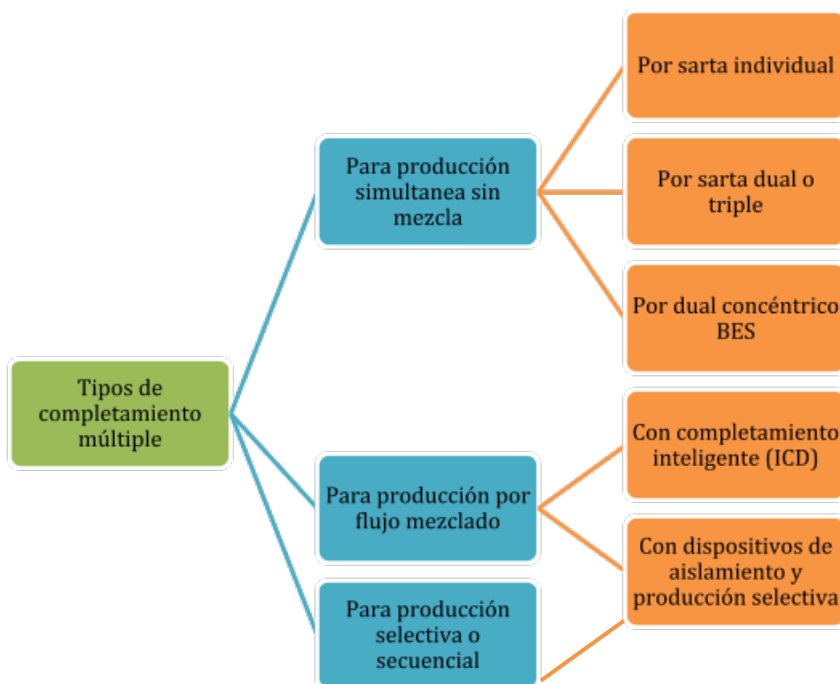 Tipos de
completamiento
múltiple
Para producción
simultanea sin
mezcla
Por sarta individual
Por sarta dual o
triple
Por dual concéntrico
BES
Para producción por
flujo mezclado
Con completamiento
inteligente (ICD)
Con dispositivos de
aislamiento y
producción selectiva
Para producción
selectiva o
secuencial